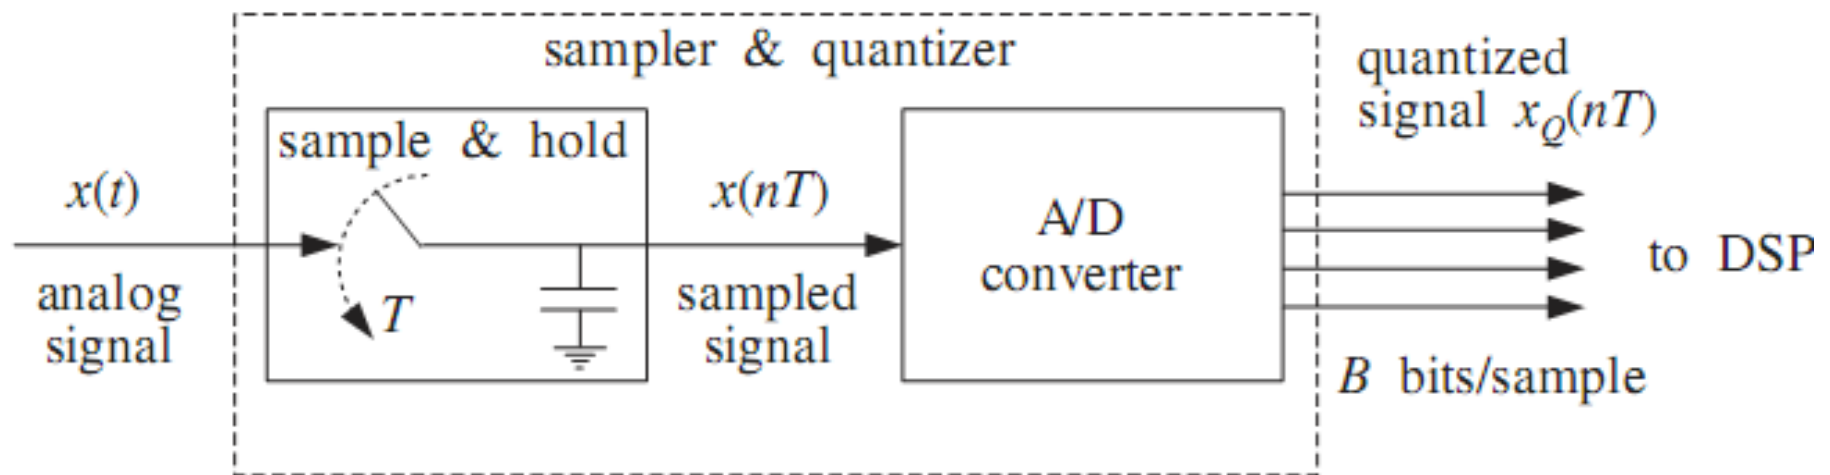 sampler & quantizer
quantized
signal x_Q(nT)
sample & hold
x(t)
x(nT)
A/D
converter
to DSP
analog
signal
T
sampled
signal
B bits/sample